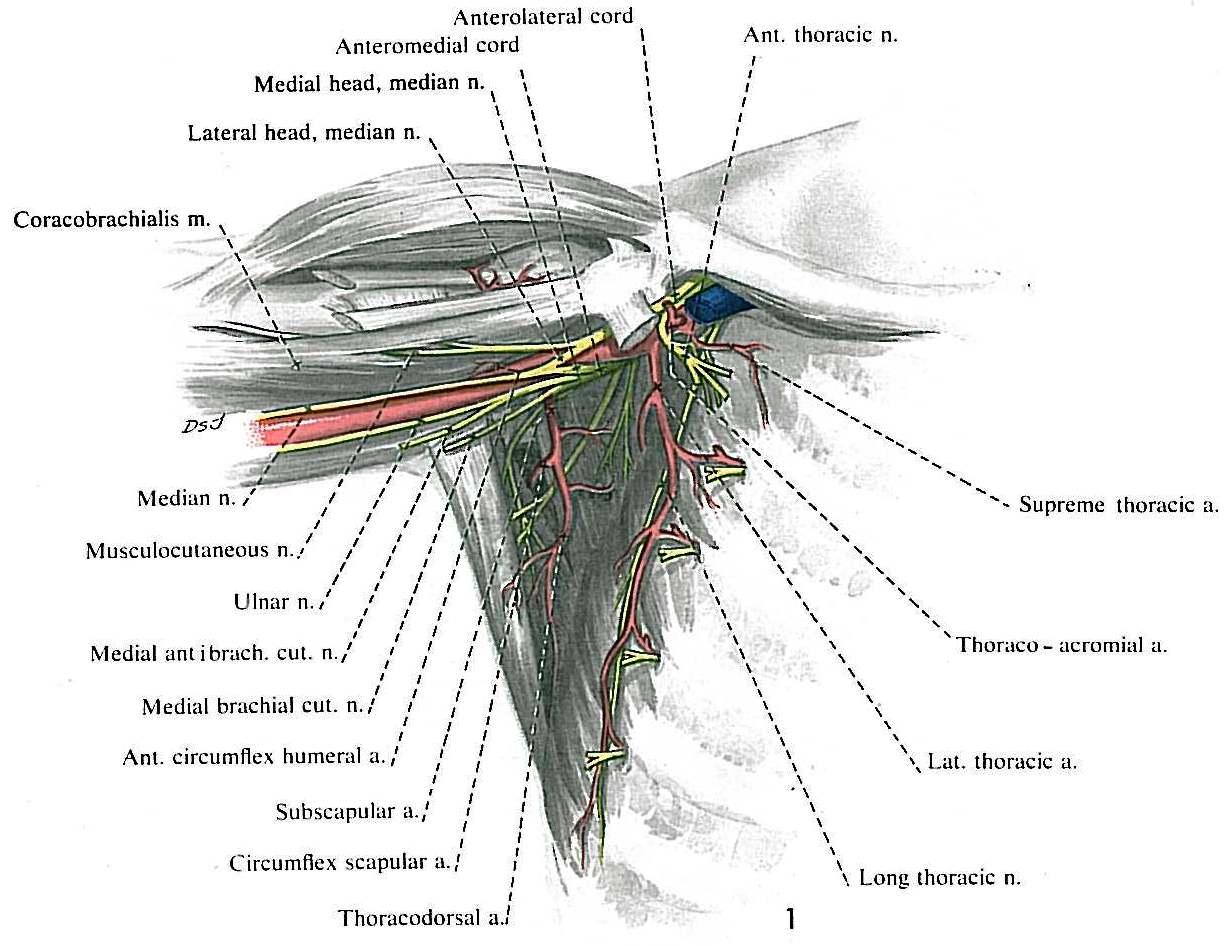 Anterolateral cord
Ant. thoracic n.
Anteromedial cord
Medial head, median n.
Lateral head, median n.
Coracobrachialis m.
DSJ
Median n.
Supreme thoracic a.
Musculocutaneous n.
Ulnar n.
Thoraco - acromial a.
Medial antibrach. cut. n.
Medial brachial cut. n.
Ant. circumflex humeral a.
Lat. thoracic a.
Subscapular a.
Circumflex scapular a.
Long thoracic n.
Thoracodorsal a.
1